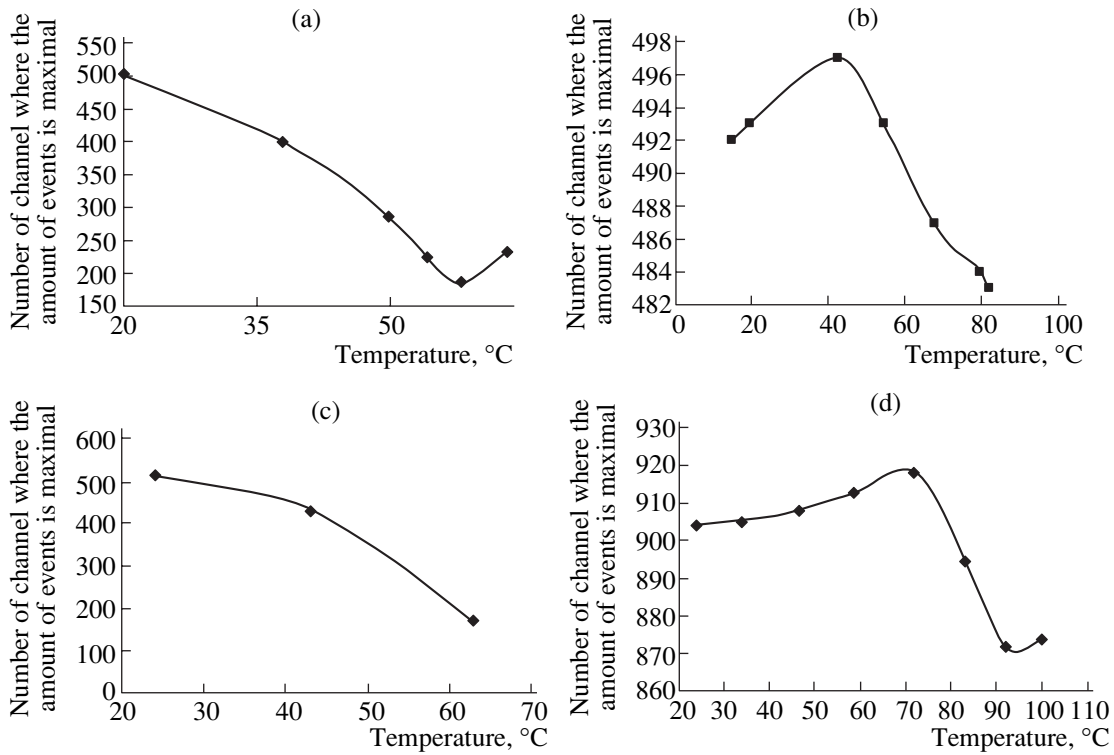 (a)
Number of channel where the
amount of events is maximal
550
500
400
350
300
250
200
150
20 35 50
Temperature, °C
(b)
Number of channel where the
amount of events is maximal
498
496
494
492
490
488
486
484
482
0 20 40 60 80 100
Temperature, °C
(c)
Number of channel where the
amount of events is maximal
600
500
400
300
200
100
0
20 30 40 50 60 70
Temperature, °C
(d)
Number of channel where the
amount of events is maximal
930
920
910
900
890
880
870
860
20 30 40 50 60 70 80 90 100 110
Temperature, °C